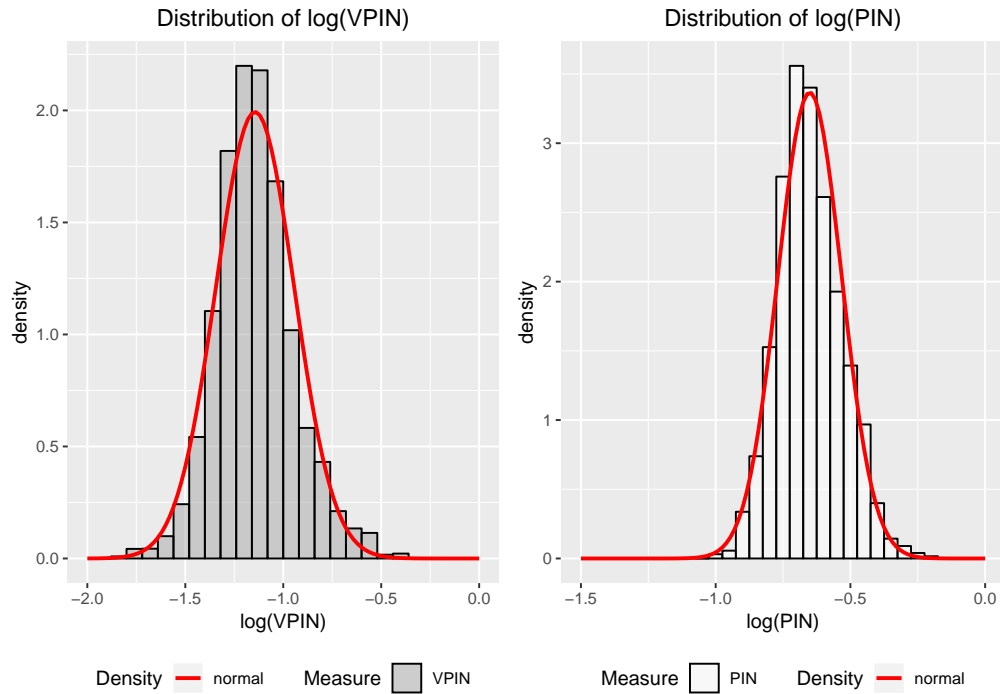 Distribution of log(VPIN)
density
2.0
1.5
1.0
0.5
0.0
−2.0 −1.5 −1.0 −0.5 0.0
log(VPIN)
Density normal Measure VPIN
Distribution of log(PIN)
density
3
2
1
0
−1.5 −1.0 −0.5 0.0
log(PIN)
Measure PIN Density normal